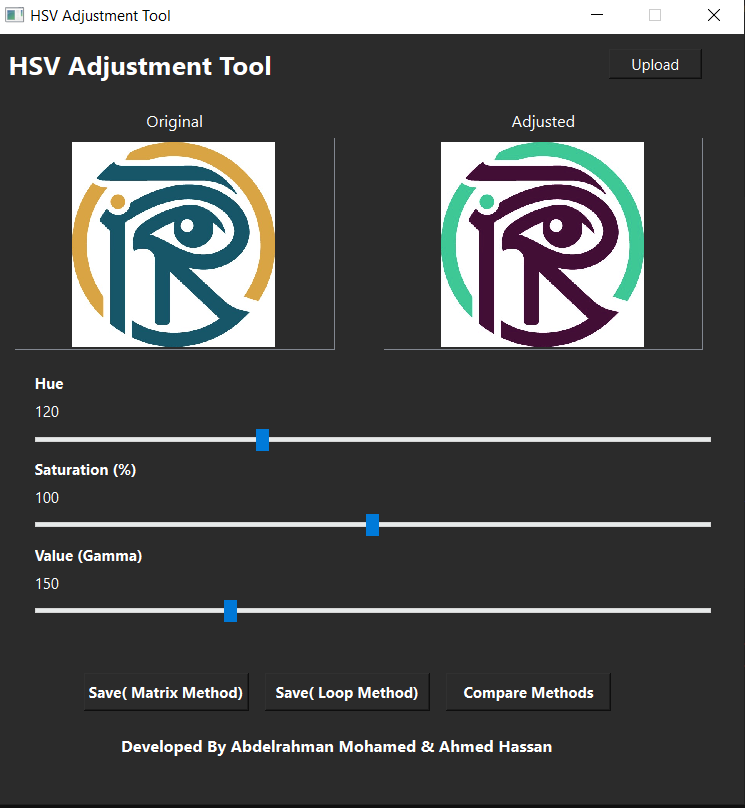 HSV Adjustment Tool
HSV Adjustment Tool
Upload
Original
Adjusted
Hue
120
Saturation (%)
100
Value (Gamma)
150
Save( Matrix Method)
Save( Loop Method)
Compare Methods
Developed By Abdelrahman Mohamed & Ahmed Hassan